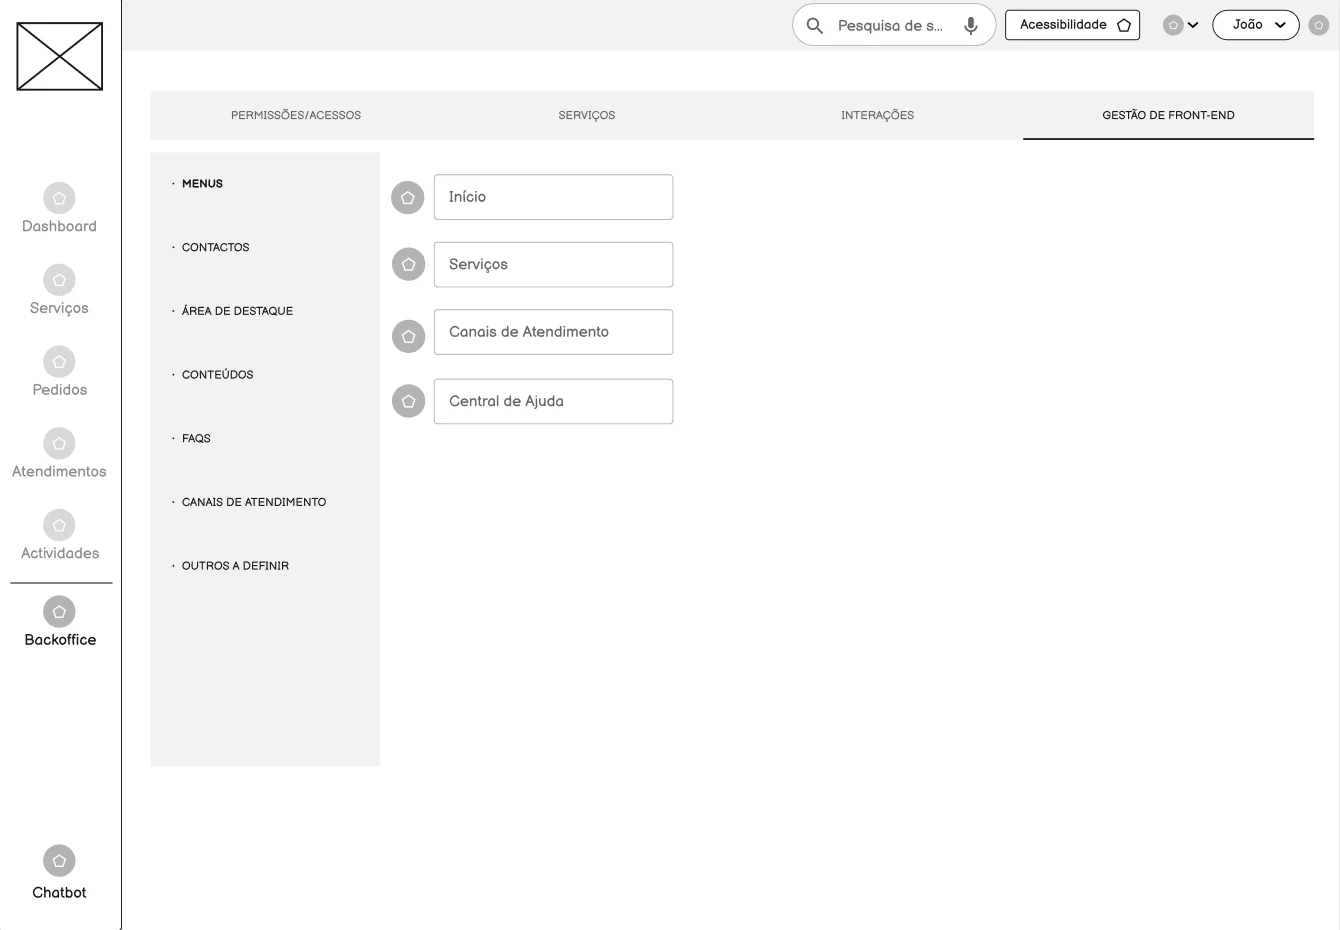 Pesquisa de s...
Acessibilidade
João
PERMISSÕES/ACESSOS
SERVIÇOS
INTERAÇÕES
GESTÃO DE FRONT-END
Dashboard
Serviços
Pedidos
Atendimentos
Actividades
Backoffice
Chatbot
· MENUS
· CONTACTOS
· ÁREA DE DESTAQUE
· CONTEÚDOS
· FAQS
· CANAIS DE ATENDIMENTO
· OUTROS A DEFINIR
Início
Serviços
Canais de Atendimento
Central de Ajuda